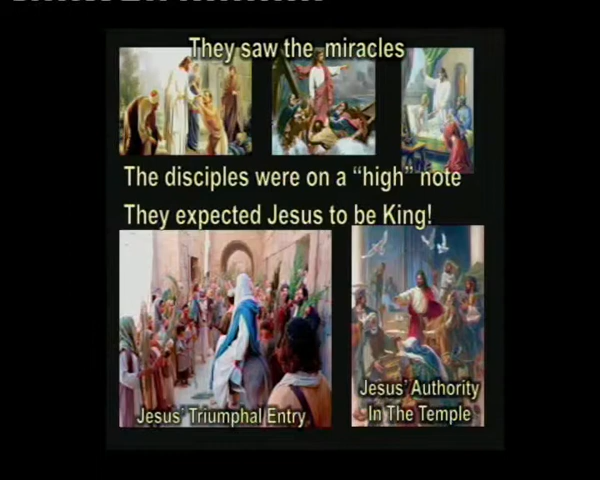 They saw the miracles
The disciples were on a “high” note
They expected Jesus to be King!
Jesus’ Triumphal Entry
Jesus’ Authority
In The Temple